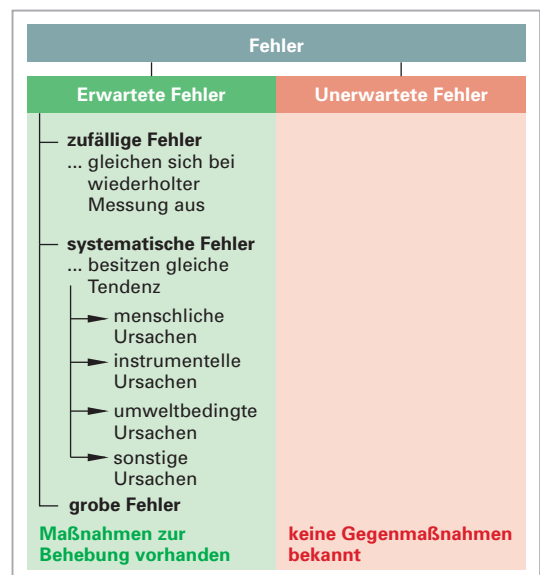 Fehler
Erwartete Fehler
Unerwartete Fehler
zufällige Fehler
... gleichen sich bei
wiederholter
Messung aus
systematische Fehler
... besitzen gleiche
Tendenz
menschliche
Ursachen
instrumentelle
Ursachen
umweltbedingte
Ursachen
sonstige
Ursachen
grobe Fehler
Maßnahmen zur
Behebung vorhanden
keine Gegenmaßnahmen
bekannt